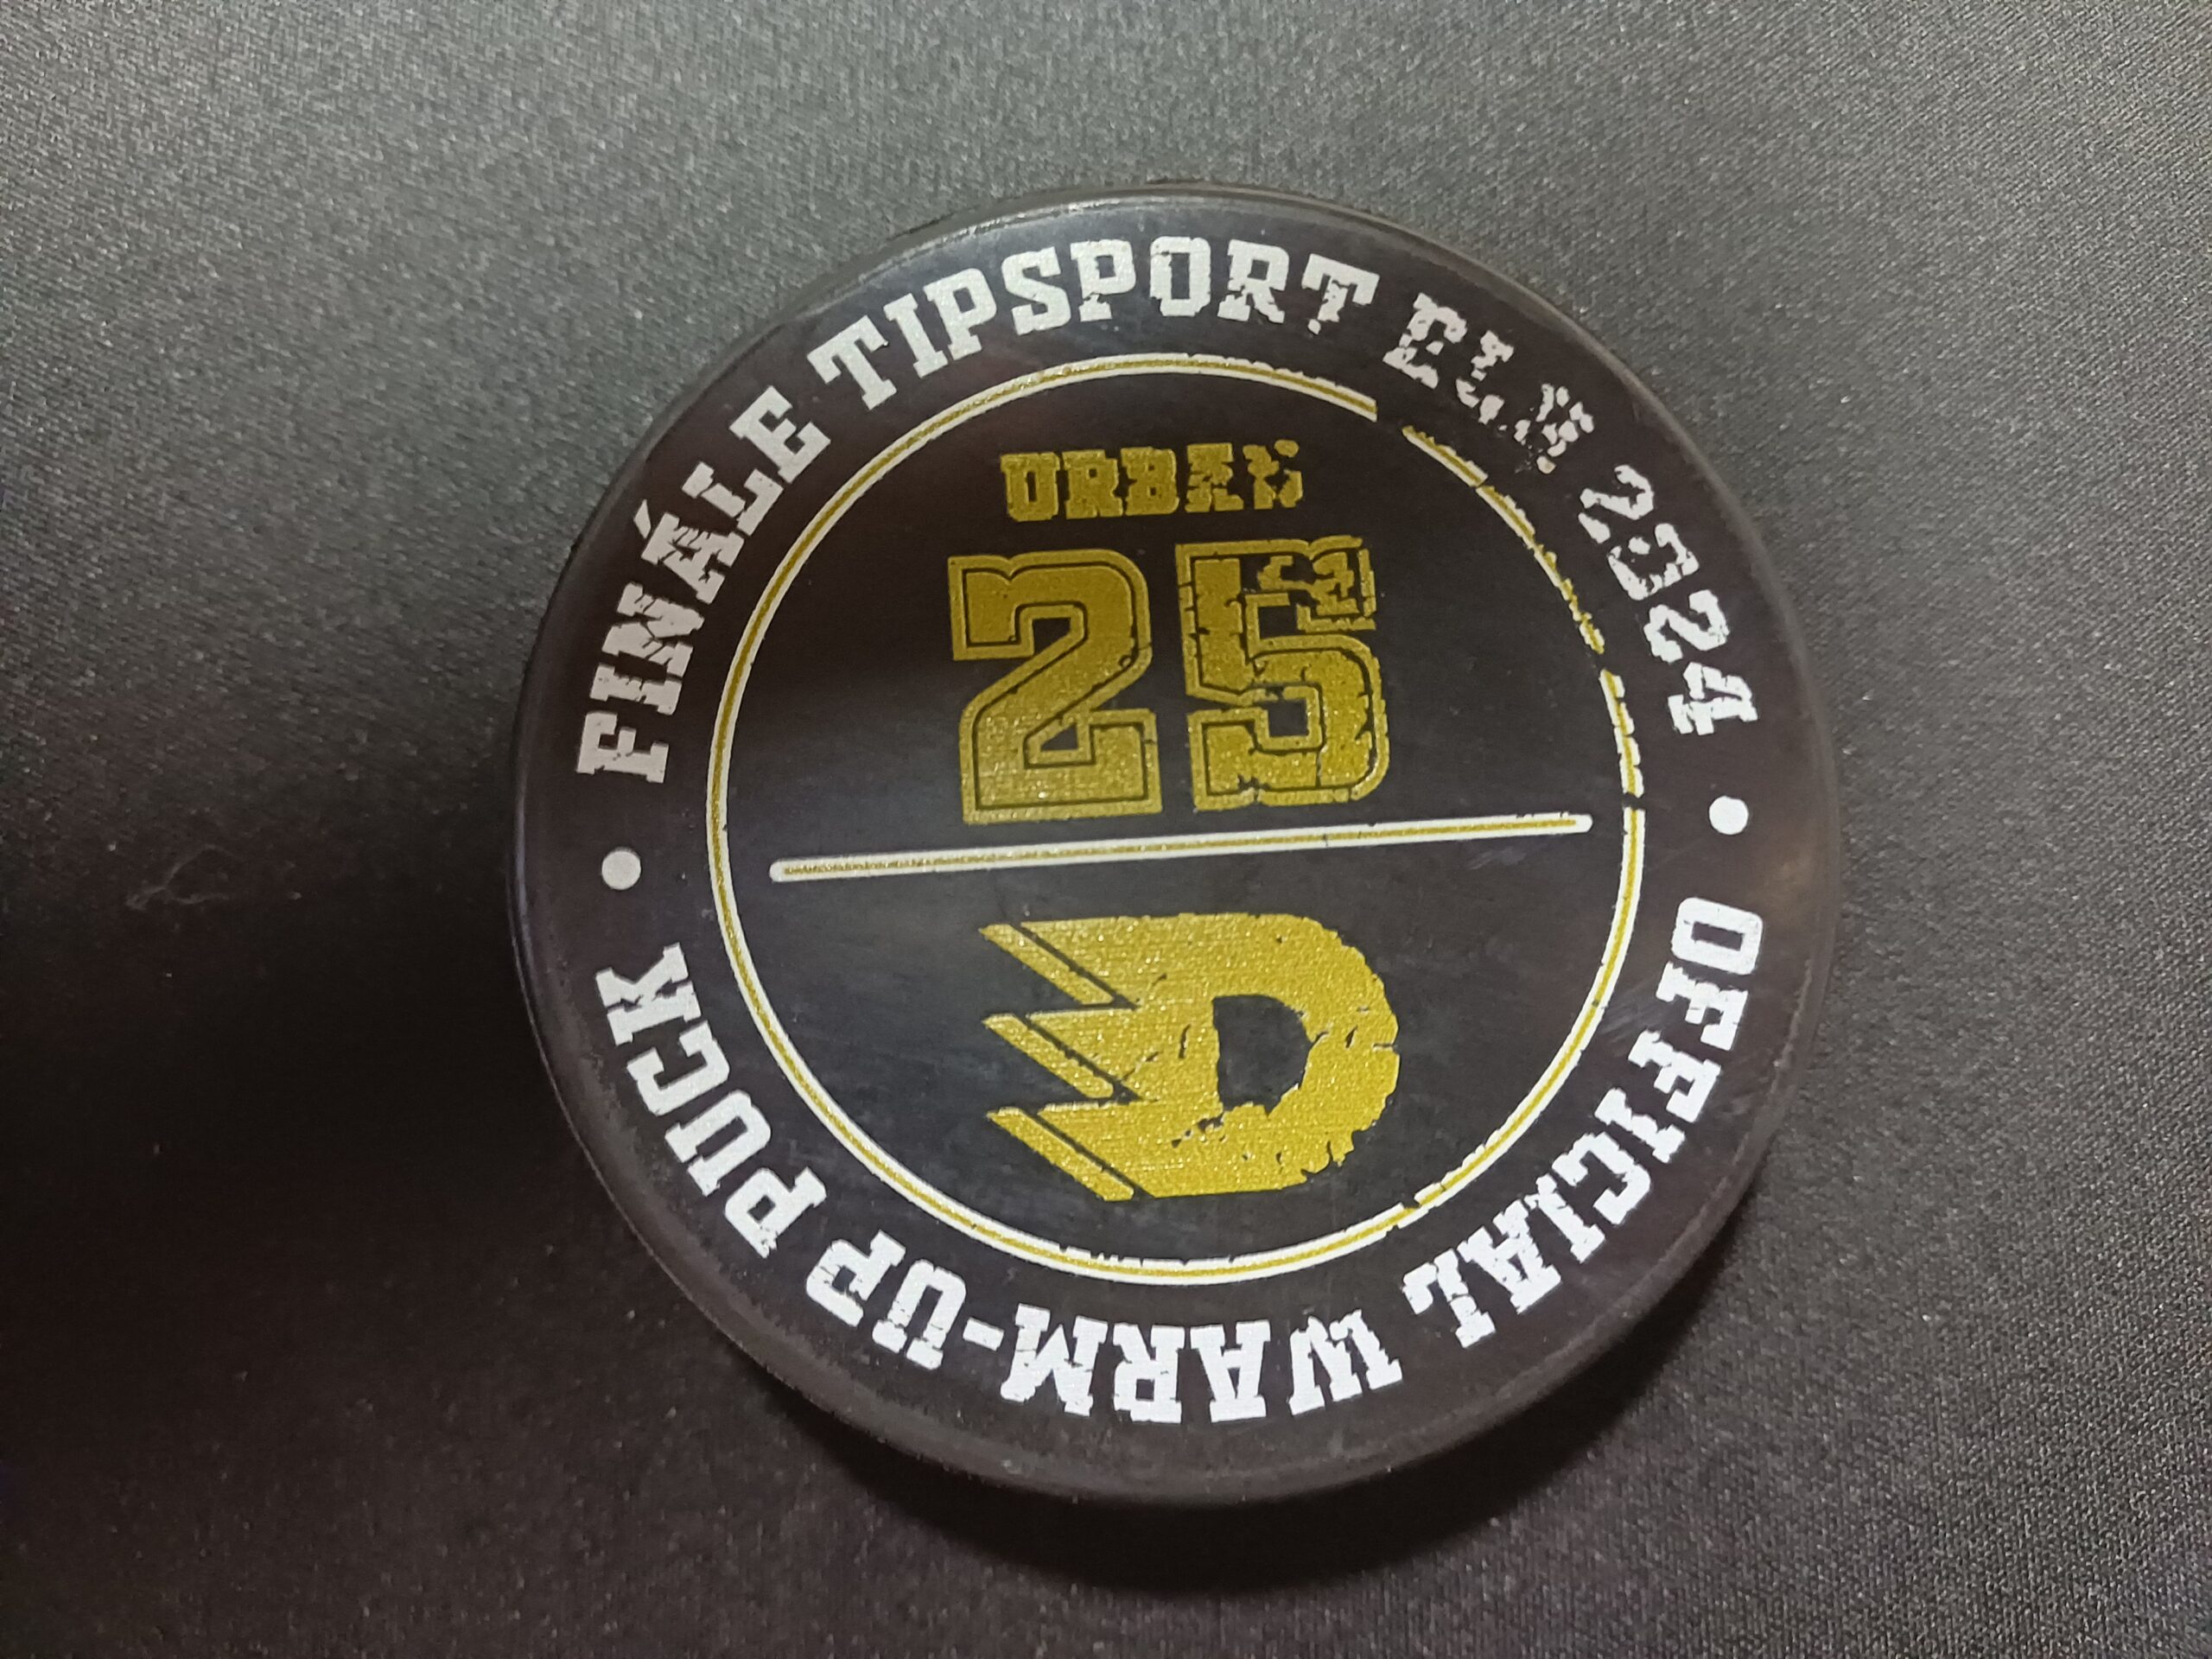 FINÁLE TIPSPORT ELH 2024
URBAN
25
D
OFFICIAL WARM-UP PUCK